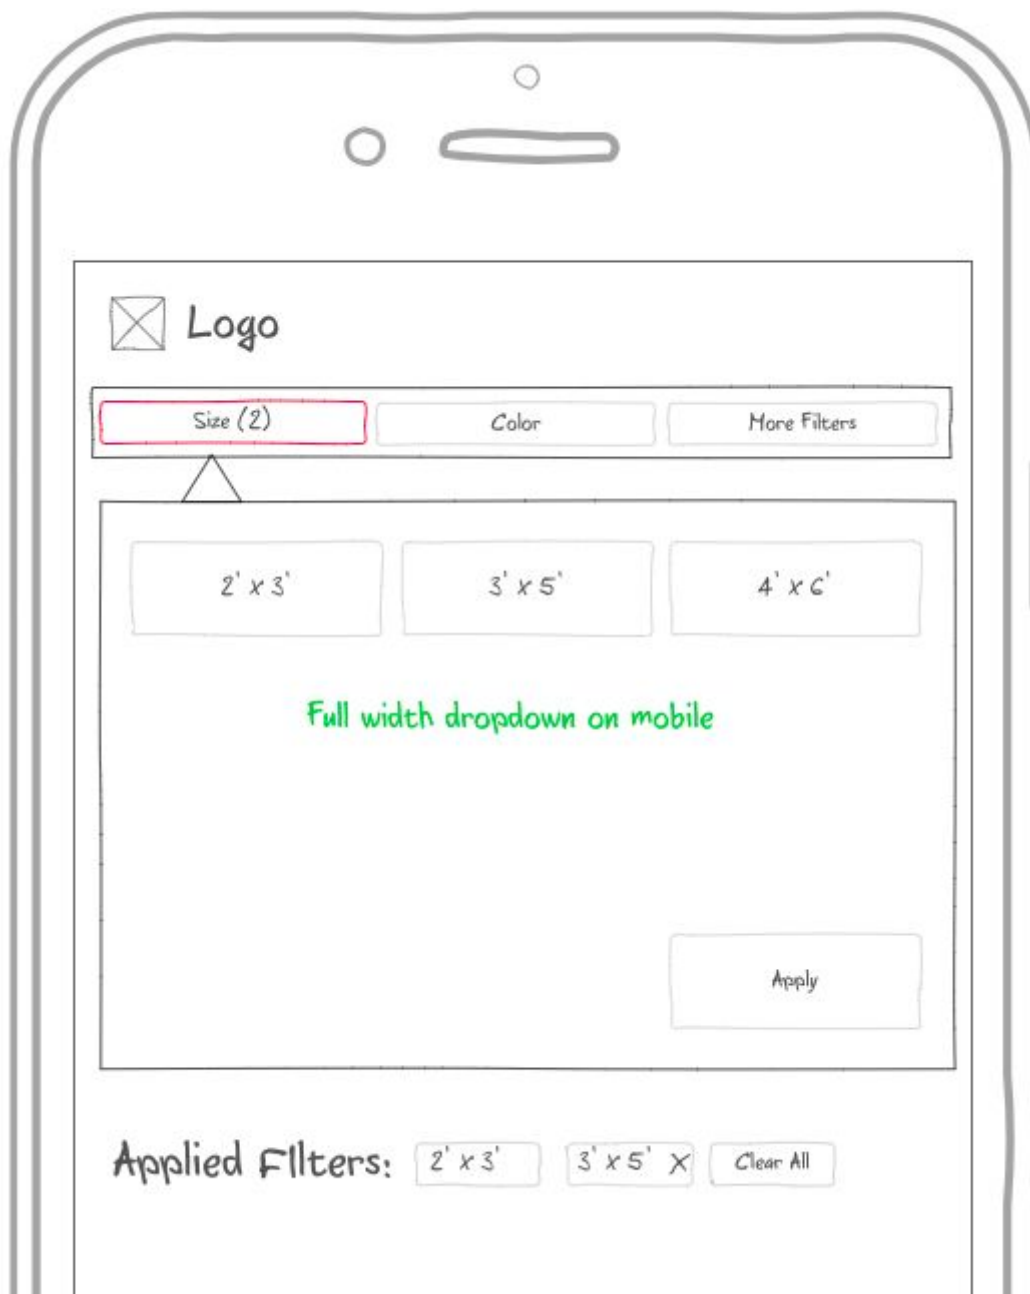 Logo
Size (2) Color More Filters
2' x 3' 3' x 5' 4' x 6'
Full width dropdown on mobile
Apply
Applied FIlters: 2' x 3' 3' x 5' X Clear All